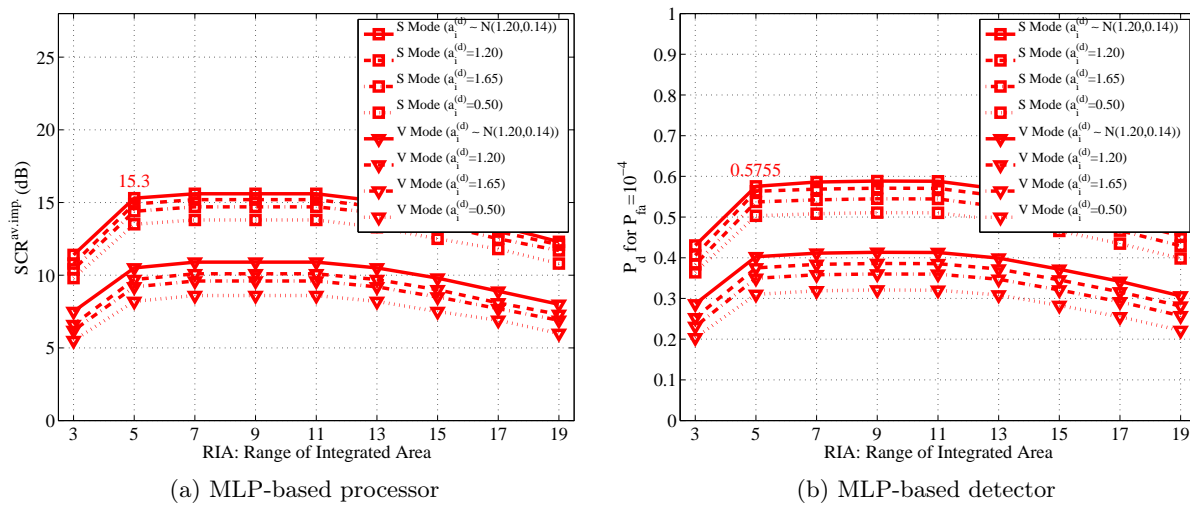 S Mode (a_i^(d) ~ N(1.20,0.14))
S Mode (a_i^(d)=1.20)
S Mode (a_i^(d)=1.65)
S Mode (a_i^(d)=0.50)
V Mode (a_i^(d) ~ N(1.20,0.14))
V Mode (a_i^(d)=1.20)
V Mode (a_i^(d)=1.65)
V Mode (a_i^(d)=0.50)
25
20
15
10
5
0
SCR^av.imp. (dB)
15.3
3 5 7 9 11 13 15 17 19
RIA: Range of Integrated Area
(a) MLP-based processor
S Mode (a_i^(d) ~ N(1.20,0.14))
S Mode (a_i^(d)=1.20)
S Mode (a_i^(d)=1.65)
S Mode (a_i^(d)=0.50)
V Mode (a_i^(d) ~ N(1.20,0.14))
V Mode (a_i^(d)=1.20)
V Mode (a_i^(d)=1.65)
V Mode (a_i^(d)=0.50)
1
0.9
0.8
0.7
0.6
0.5
0.4
0.3
0.2
0.1
0
P_d for P_fa=10^-4
0.5755
3 5 7 9 11 13 15 17 19
RIA: Range of Integrated Area
(b) MLP-based detector